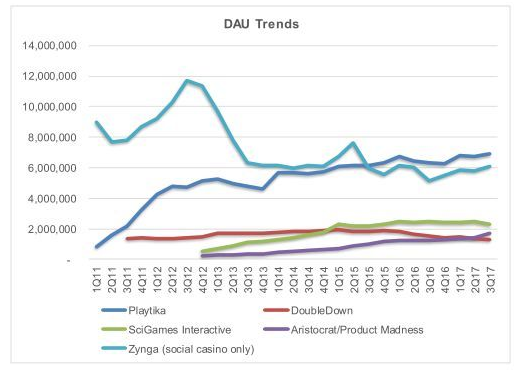 DAU Trends
14,000,000
12,000,000
10,000,000
8,000,000
6,000,000
4,000,000
2,000,000
-
1Q11 2Q11 3Q11 4Q11 1Q12 2Q12 3Q12 4Q12 1Q13 2Q13 3Q13 4Q13 1Q14 2Q14 3Q14 4Q14 1Q15 2Q15 3Q15 4Q15 1Q16 2Q16 3Q16 4Q16 1Q17 2Q17 3Q17
Playtika DoubleDown
SciGames Interactive Aristocrat/Product Madness
Zynga (social casino only)